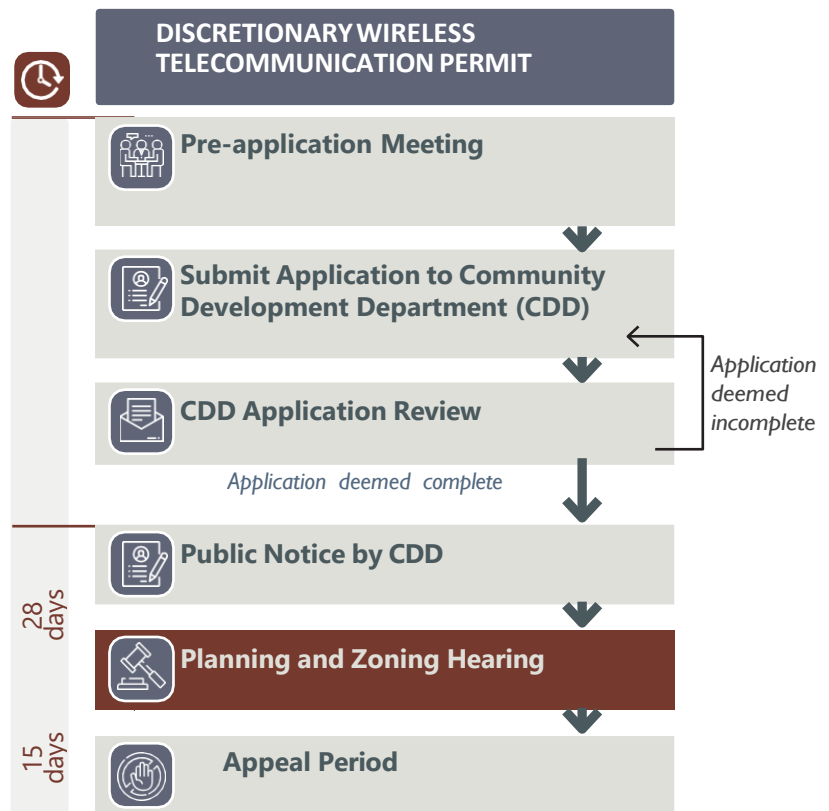 DISCRETIONARY WIRELESS
TELECOMMUNICATION PERMIT
Pre-application Meeting
Submit Application to Community
Development Department (CDD)
Application
deemed
incomplete
CDD Application Review
Application deemed complete
Public Notice by CDD
28
days
Planning and Zoning Hearing
15
days
Appeal Period